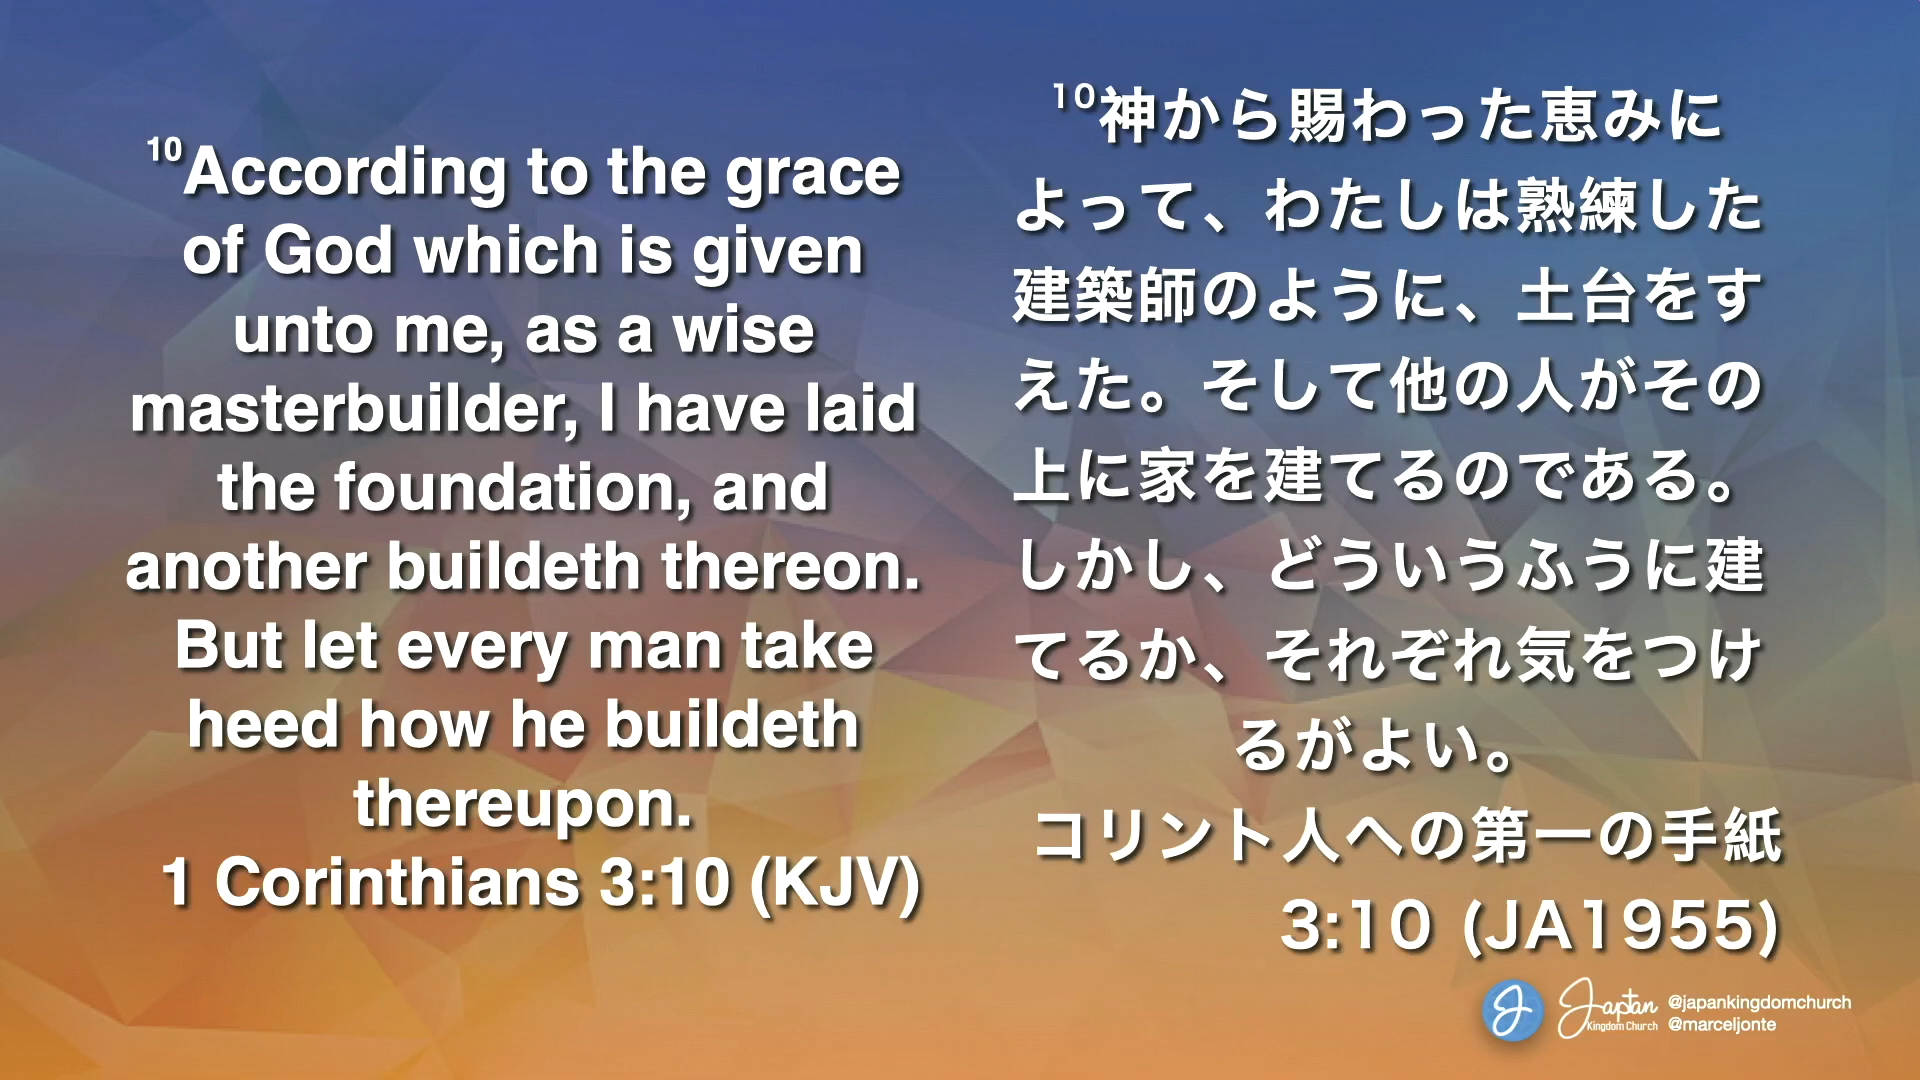 10According to the grace
of God which is given
unto me, as a wise
masterbuilder, I have laid
the foundation, and
another buildeth thereon.
But let every man take
heed how he buildeth
thereupon.
1 Corinthians 3:10 (KJV)
10神から賜わった恵みに
よって、わたしは熟練した
建築師のように、土台をす
えた。そして他の人がその
上に家を建てるのである。
しかし、どういうふうに建
てるか、それぞれ気をつけ
るがよい。
コリント人への第一の手紙
3:10 (JA1955)
J
Japan
Kingdom Church
@japankingdomchurch
@marceljonte